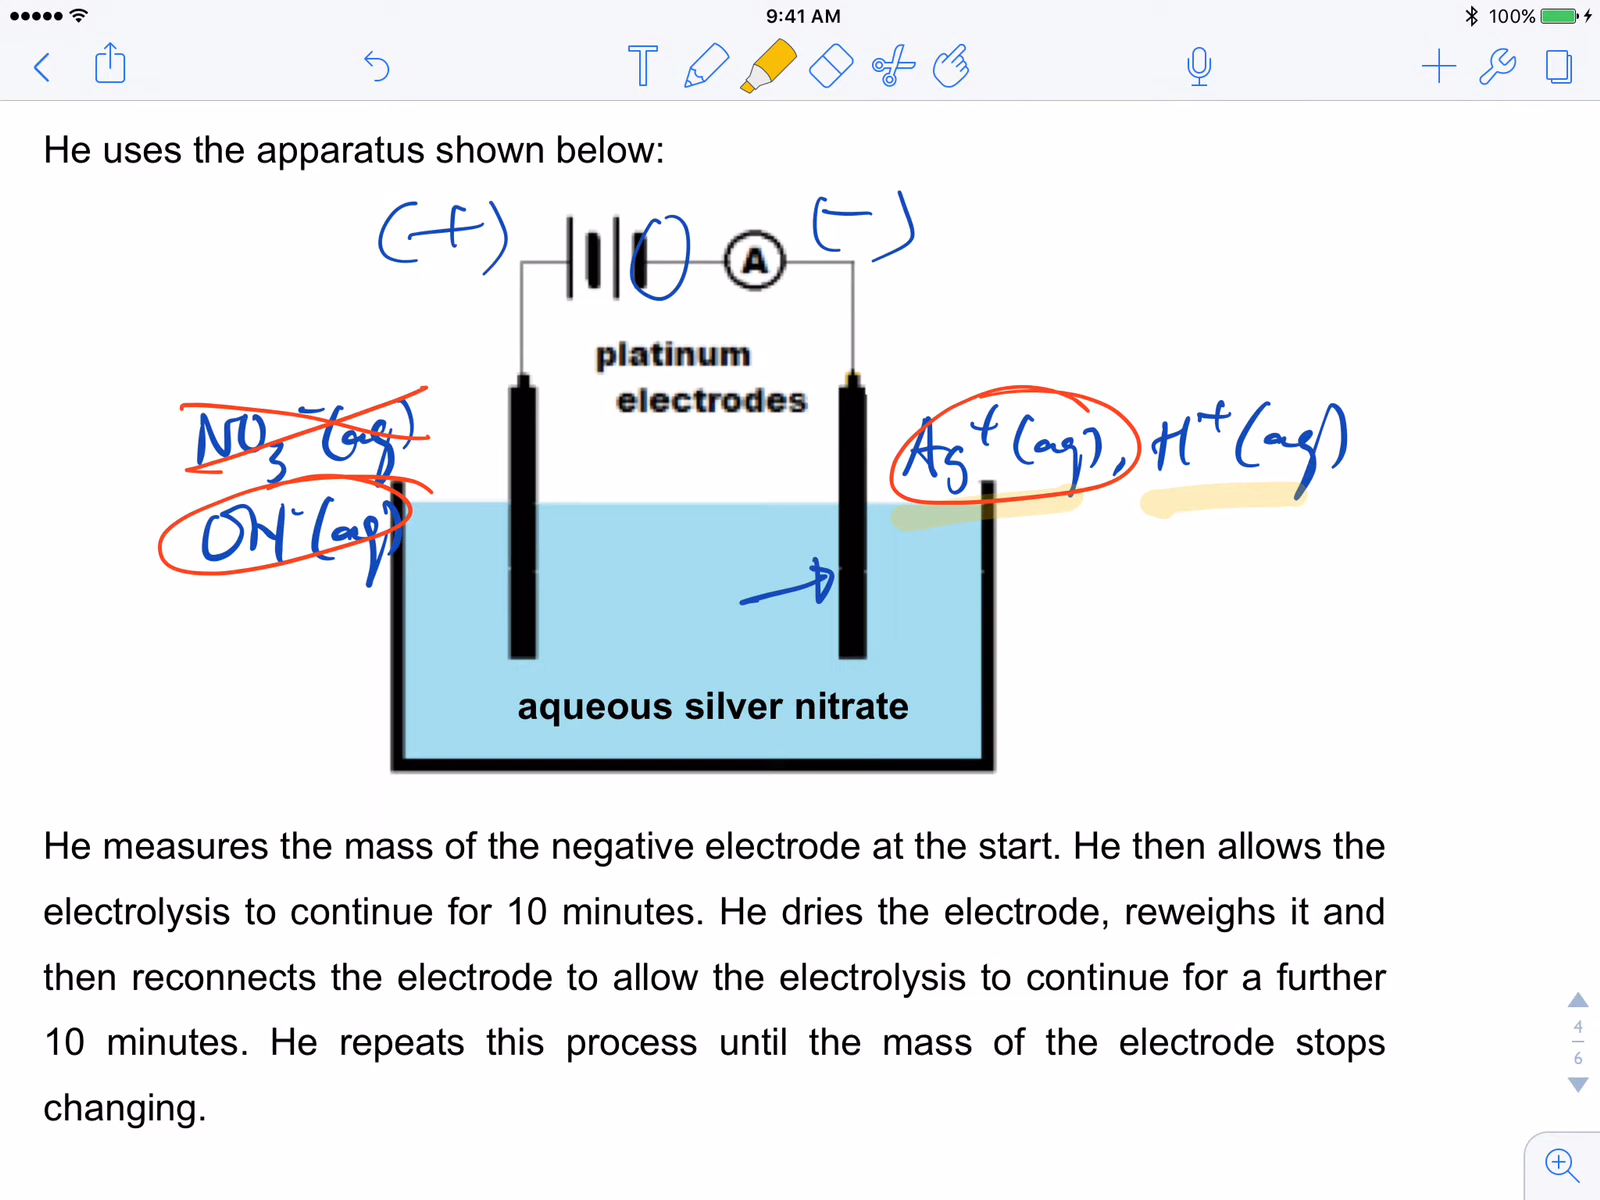 9:41 AM
100%
T
He uses the apparatus shown below:
(+)
(-)
A
platinum
electrodes
NO₃⁻(aq)
Ag⁺(aq), H⁺(aq)
OH⁻(aq)
aqueous silver nitrate
He measures the mass of the negative electrode at the start. He then allows the
electrolysis to continue for 10 minutes. He dries the electrode, reweighs it and
then reconnects the electrode to allow the electrolysis to continue for a further
10 minutes. He repeats this process until the mass of the electrode stops
changing.
4
6